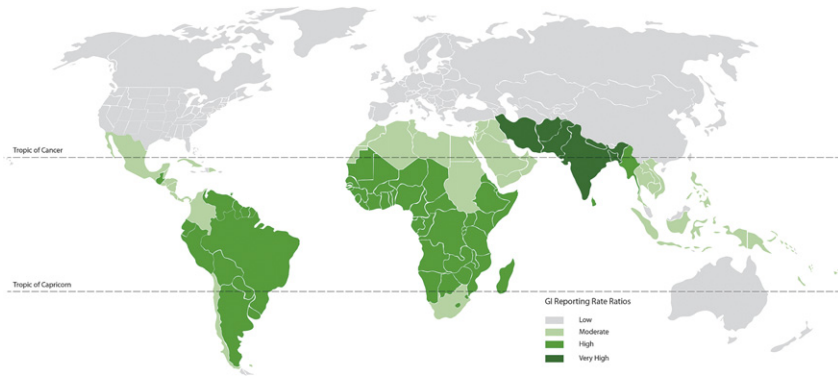 Tropic of Cancer
Tropic of Capricorn
GI Reporting Rate Ratios
Low
Moderate
High
Very High